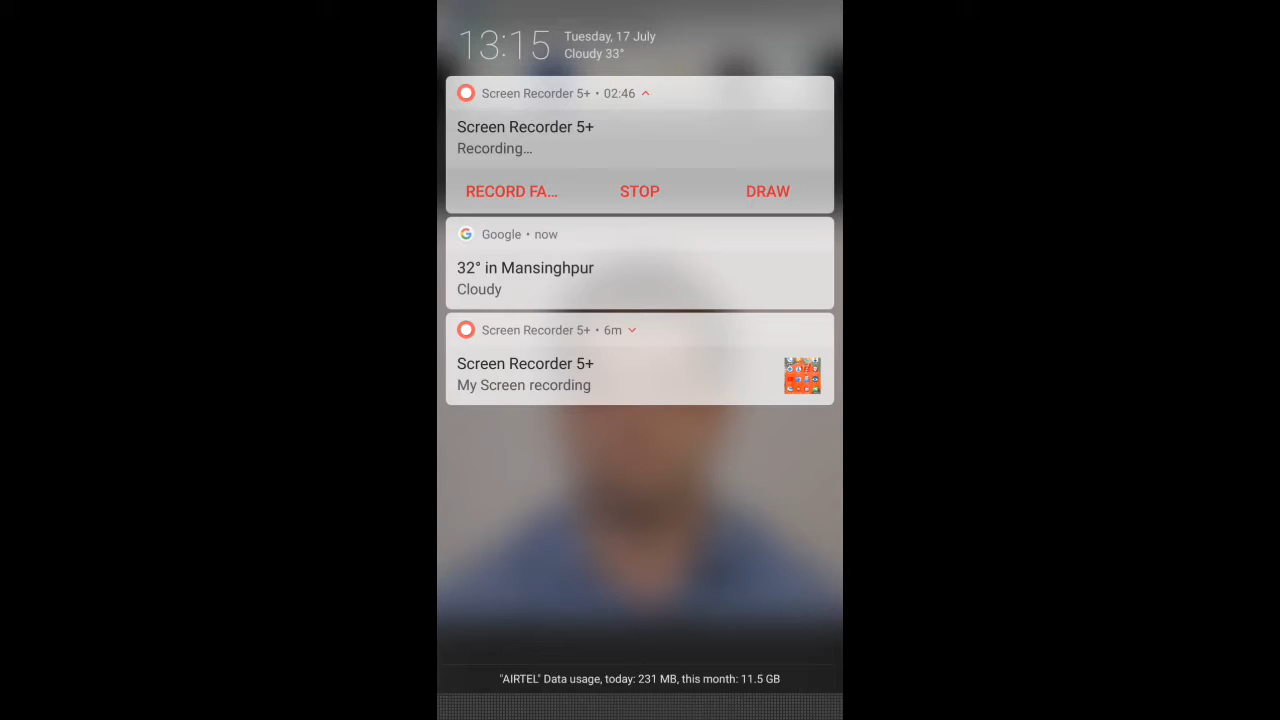 13:15
Tuesday, 17 July
Cloudy 33°
Screen Recorder 5+ • 02:46
Screen Recorder 5+
Recording...
RECORD FA... STOP DRAW
Google • now
32° in Mansinghpur
Cloudy
Screen Recorder 5+ • 6m
Screen Recorder 5+
My Screen recording
"AIRTEL" Data usage, today: 231 MB, this month: 11.5 GB